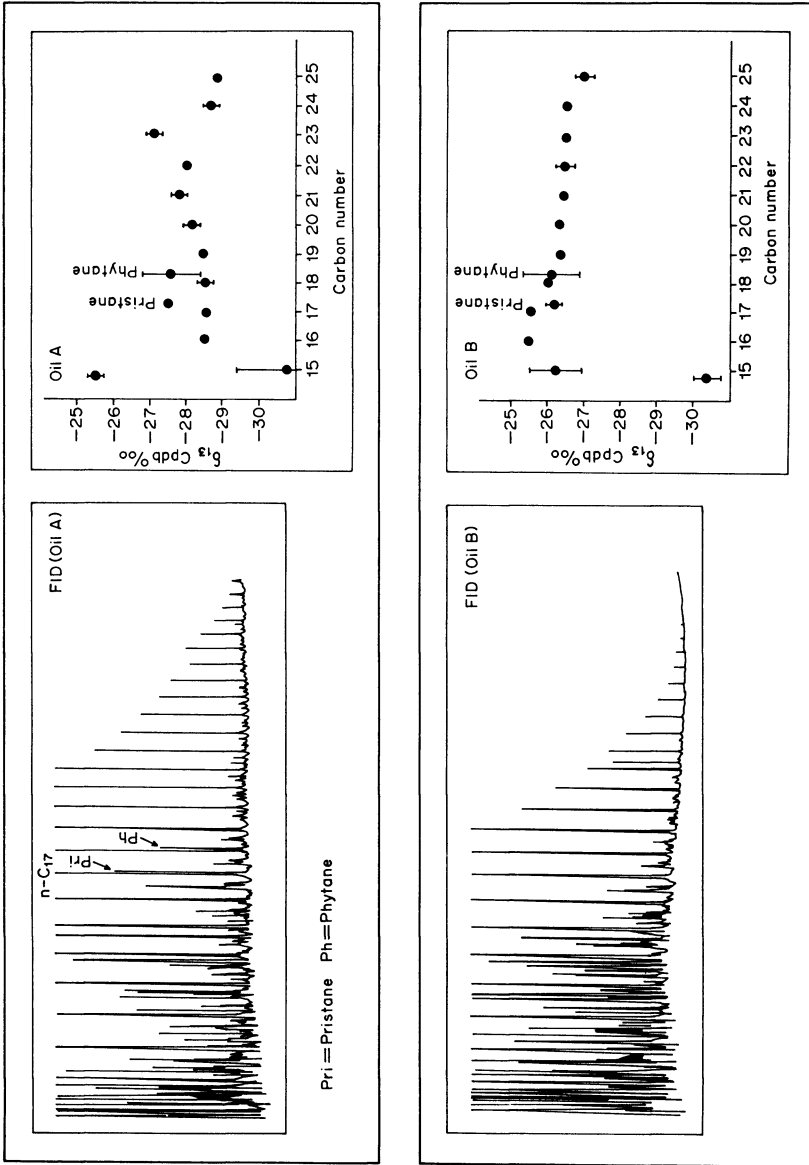 FID (Oil A)
n-C17
Pri
Ph
Pri = Pristane Ph = Phytane
Oil A
δ13 Cpdb ‰
-25
-26
-27
-28
-29
-30
Pristane
Phytane
15 16 17 18 19 20 21 22 23 24 25
Carbon number
FID (Oil B)
Oil B
δ13 Cpdb ‰
-25
-26
-27
-28
-29
-30
Pristane
Phytane
15 16 17 18 19 20 21 22 23 24 25
Carbon number